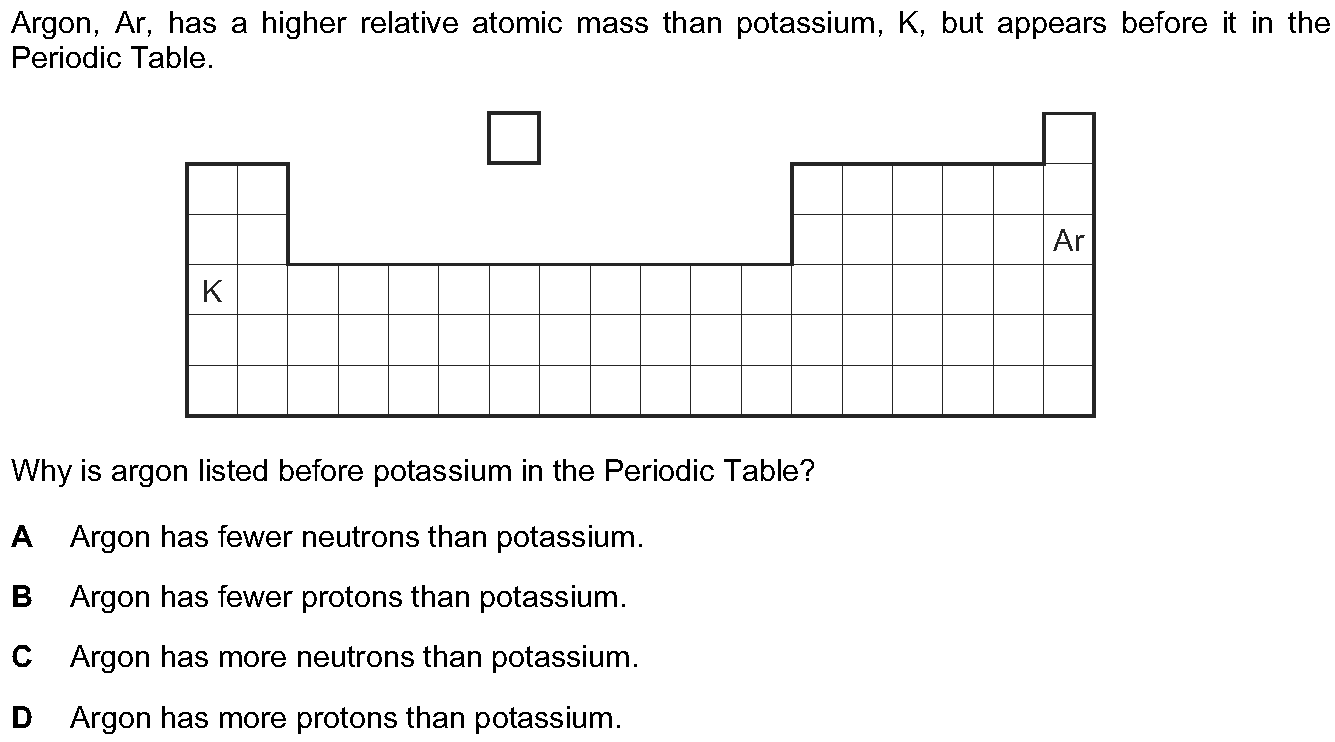 Argon, Ar, has a higher relative atomic mass than potassium, K, but appears before it in the
Periodic Table.
Ar
K
Why is argon listed before potassium in the Periodic Table?
A Argon has fewer neutrons than potassium.
B Argon has fewer protons than potassium.
C Argon has more neutrons than potassium.
D Argon has more protons than potassium.